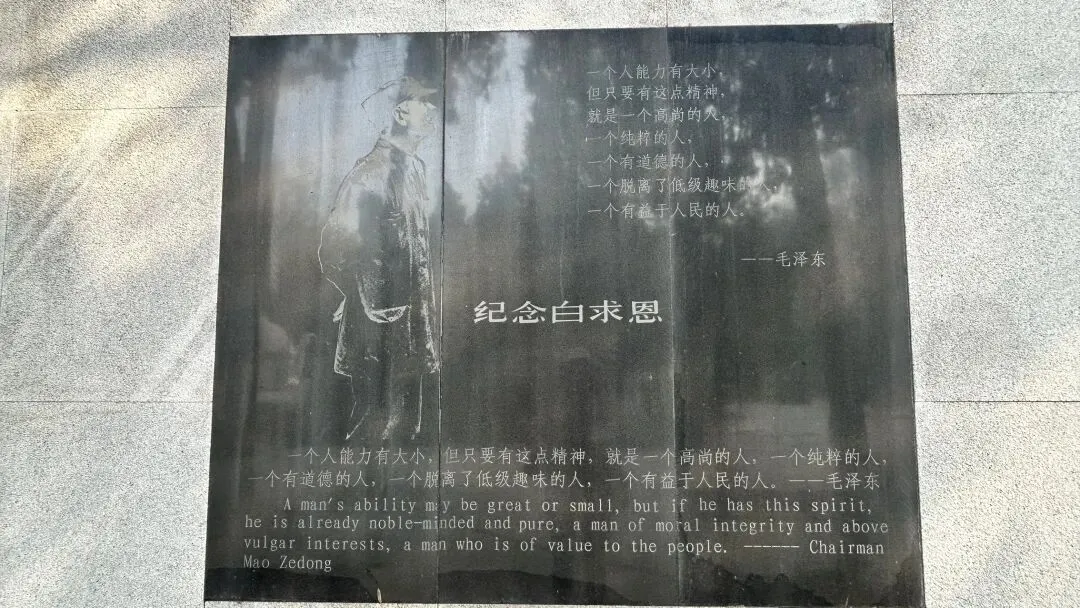 一个人能力有大小，
但只要有这点精神，
就是一个高尚的人，
一个纯粹的人，
一个有道德的人，
一个脱离了低级趣味的人，
一个有益于人民的人。
——毛泽东
纪念白求恩
一个人能力有大小，但只要有这点精神，就是一个高尚的人，一个纯粹的人，
一个有道德的人，一个脱离了低级趣味的人，一个有益于人民的人。——毛泽东
A man's ability may be great or small, but if he has this spirit,
he is already noble-minded and pure, a man of moral integrity and above
vulgar interests, a man who is of value to the people. ------ Chairman
Mao Zedong